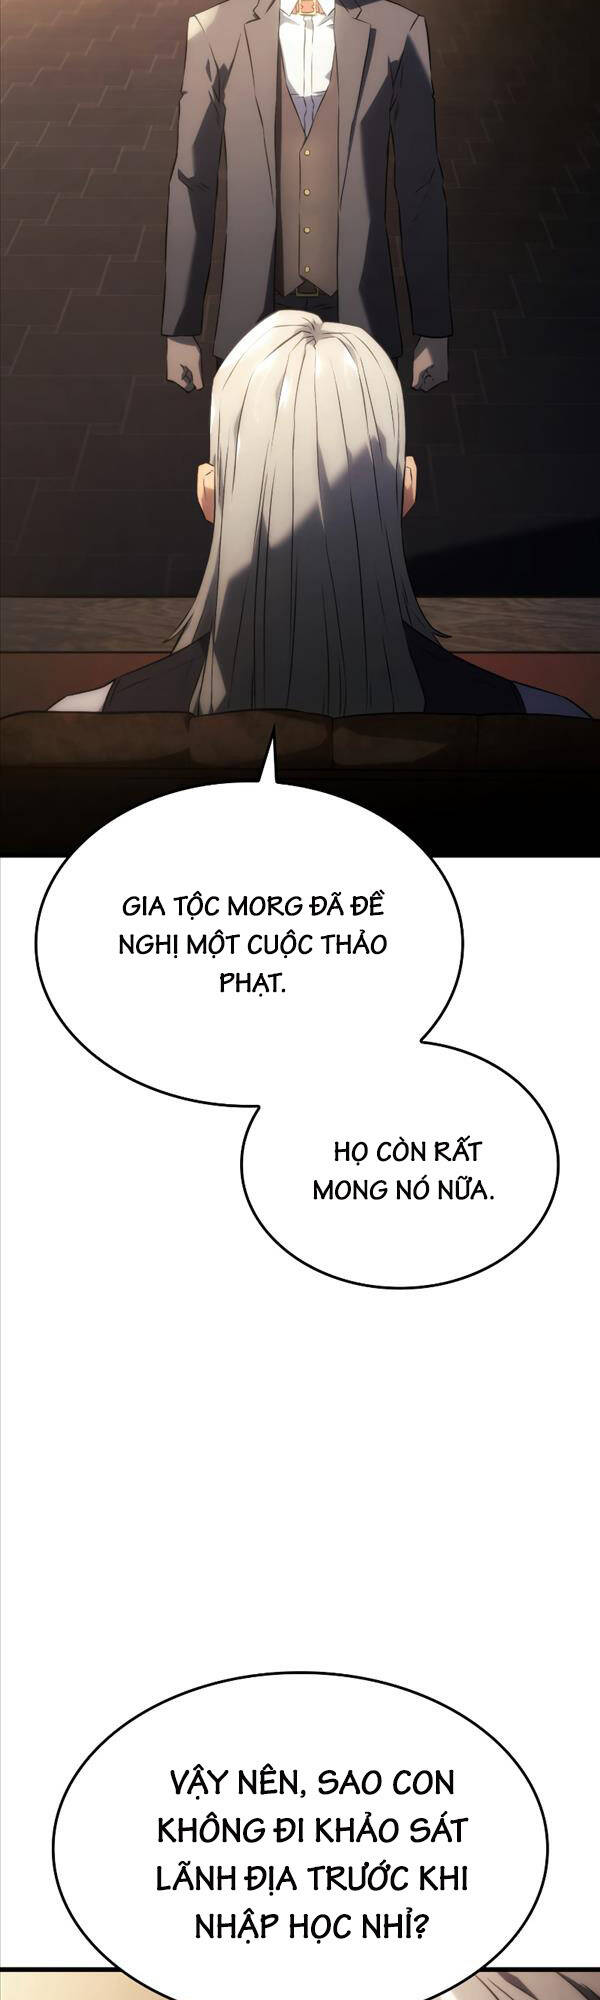 GIA TỘC MORG ĐÃ ĐỀ
NGHỊ MỘT CUỘC THẢO
PHẠT.
HỌ CÒN RẤT
MONG NÓ NỮA.
VẬY NÊN, SAO CON
KHÔNG ĐI KHẢO SÁT
LÃNH ĐỊA TRƯỚC KHI
NHẬP HỌC NHỈ?